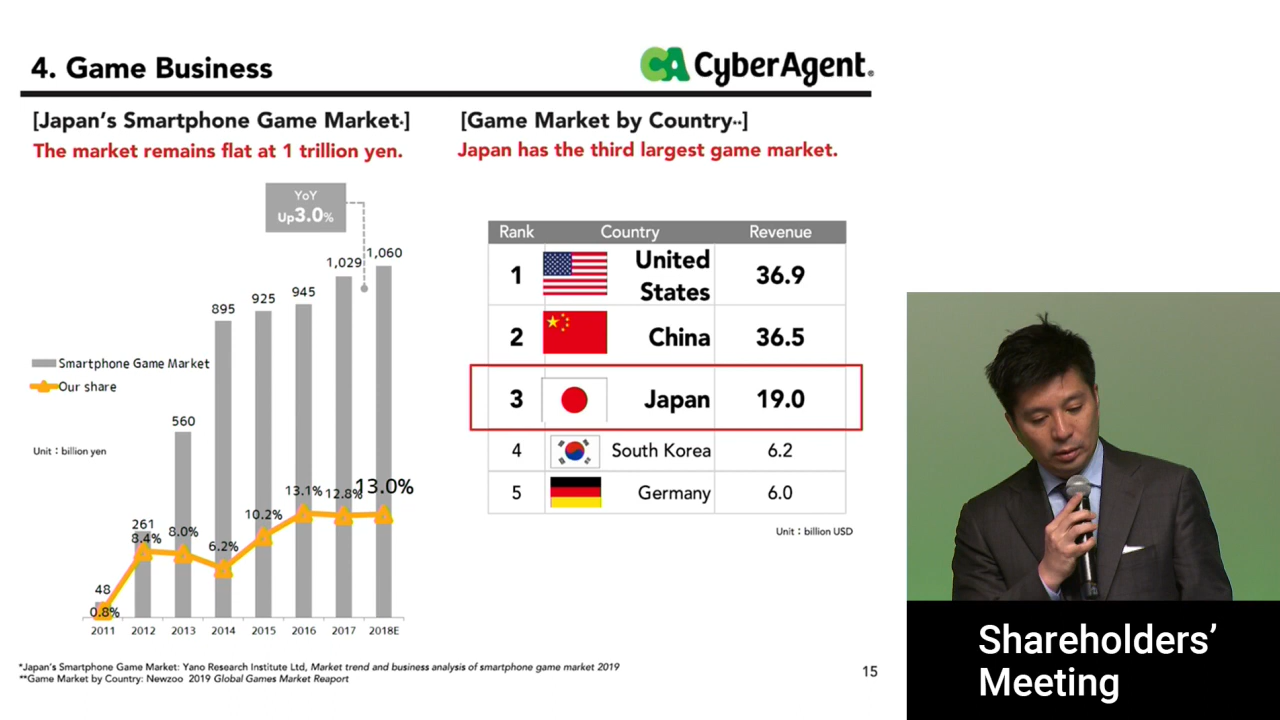 4. Game Business
CA CyberAgent.
[Japan's Smartphone Game Market*]
The market remains flat at 1 trillion yen.
YoY
Up3.0%
48
261
560
895
925
945
1,029
1,060
Smartphone Game Market
Our share
Unit：billion yen
0.8%
8.4%
8.0%
6.2%
10.2%
13.1%
12.8%
13.0%
2011 2012 2013 2014 2015 2016 2017 2018E
[Game Market by Country**]
Japan has the third largest game market.
Rank Country Revenue
1 United States 36.9
2 China 36.5
3 Japan 19.0
4 South Korea 6.2
5 Germany 6.0
Unit：billion USD
*Japan's Smartphone Game Market: Yano Research Institute Ltd, Market trend and business analysis of smartphone game market 2019
**Game Market by Country: Newzoo 2019 Global Games Market Reaport
15
Shareholders'
Meeting